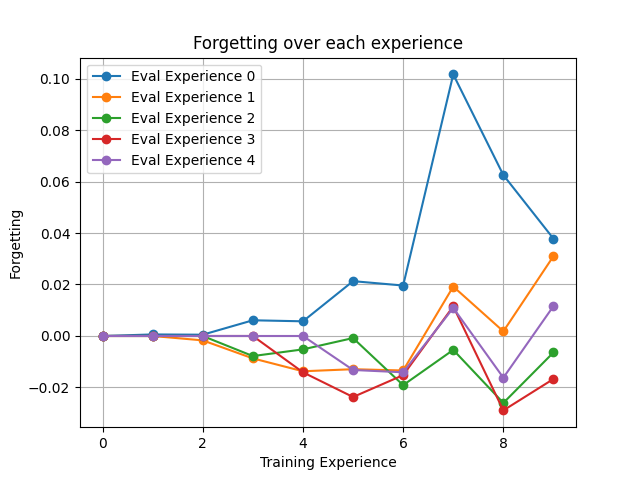 Forgetting over each experience
Eval Experience 0
Eval Experience 1
Eval Experience 2
Eval Experience 3
Eval Experience 4
Forgetting
0.10
0.08
0.06
0.04
0.02
0.00
−0.02
0 2 4 6 8
Training Experience